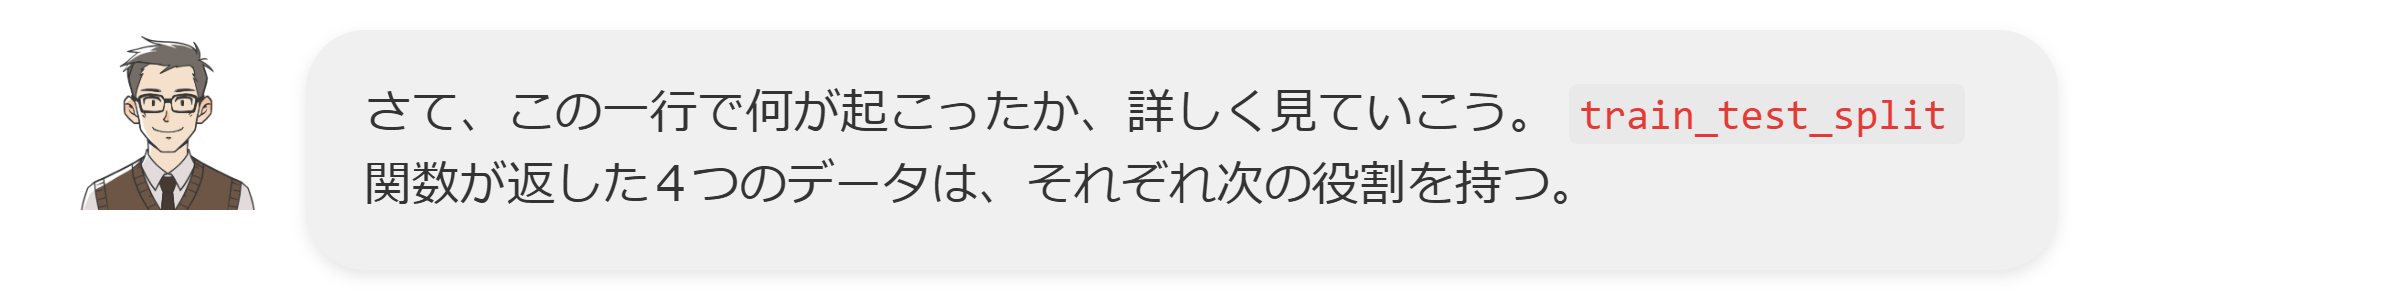 さて、この一行で何が起こったか、詳しく見ていこう。 train_test_split
関数が返した４つのデータは、それぞれ次の役割を持つ。